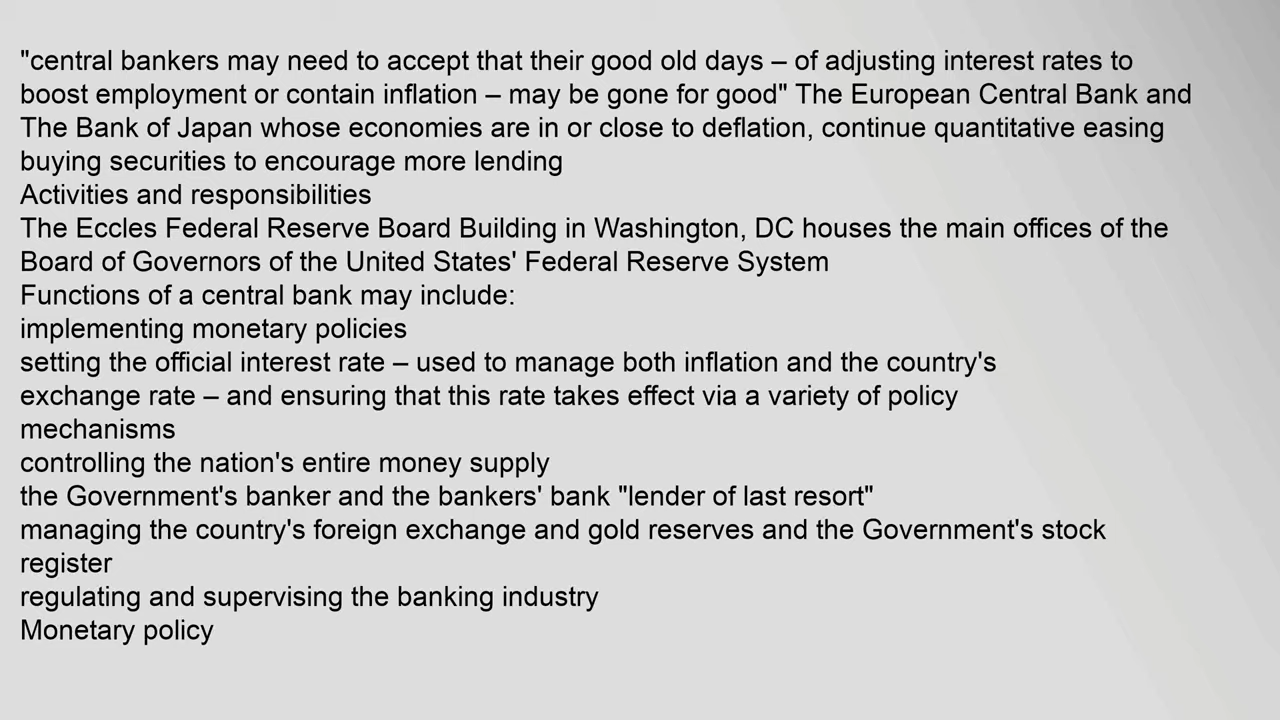 "central bankers may need to accept that their good old days – of adjusting interest rates to
boost employment or contain inflation – may be gone for good" The European Central Bank and
The Bank of Japan whose economies are in or close to deflation, continue quantitative easing
buying securities to encourage more lending
Activities and responsibilities
The Eccles Federal Reserve Board Building in Washington, DC houses the main offices of the
Board of Governors of the United States' Federal Reserve System
Functions of a central bank may include:
implementing monetary policies
setting the official interest rate – used to manage both inflation and the country's
exchange rate – and ensuring that this rate takes effect via a variety of policy
mechanisms
controlling the nation's entire money supply
the Government's banker and the bankers' bank "lender of last resort"
managing the country's foreign exchange and gold reserves and the Government's stock
register
regulating and supervising the banking industry
Monetary policy